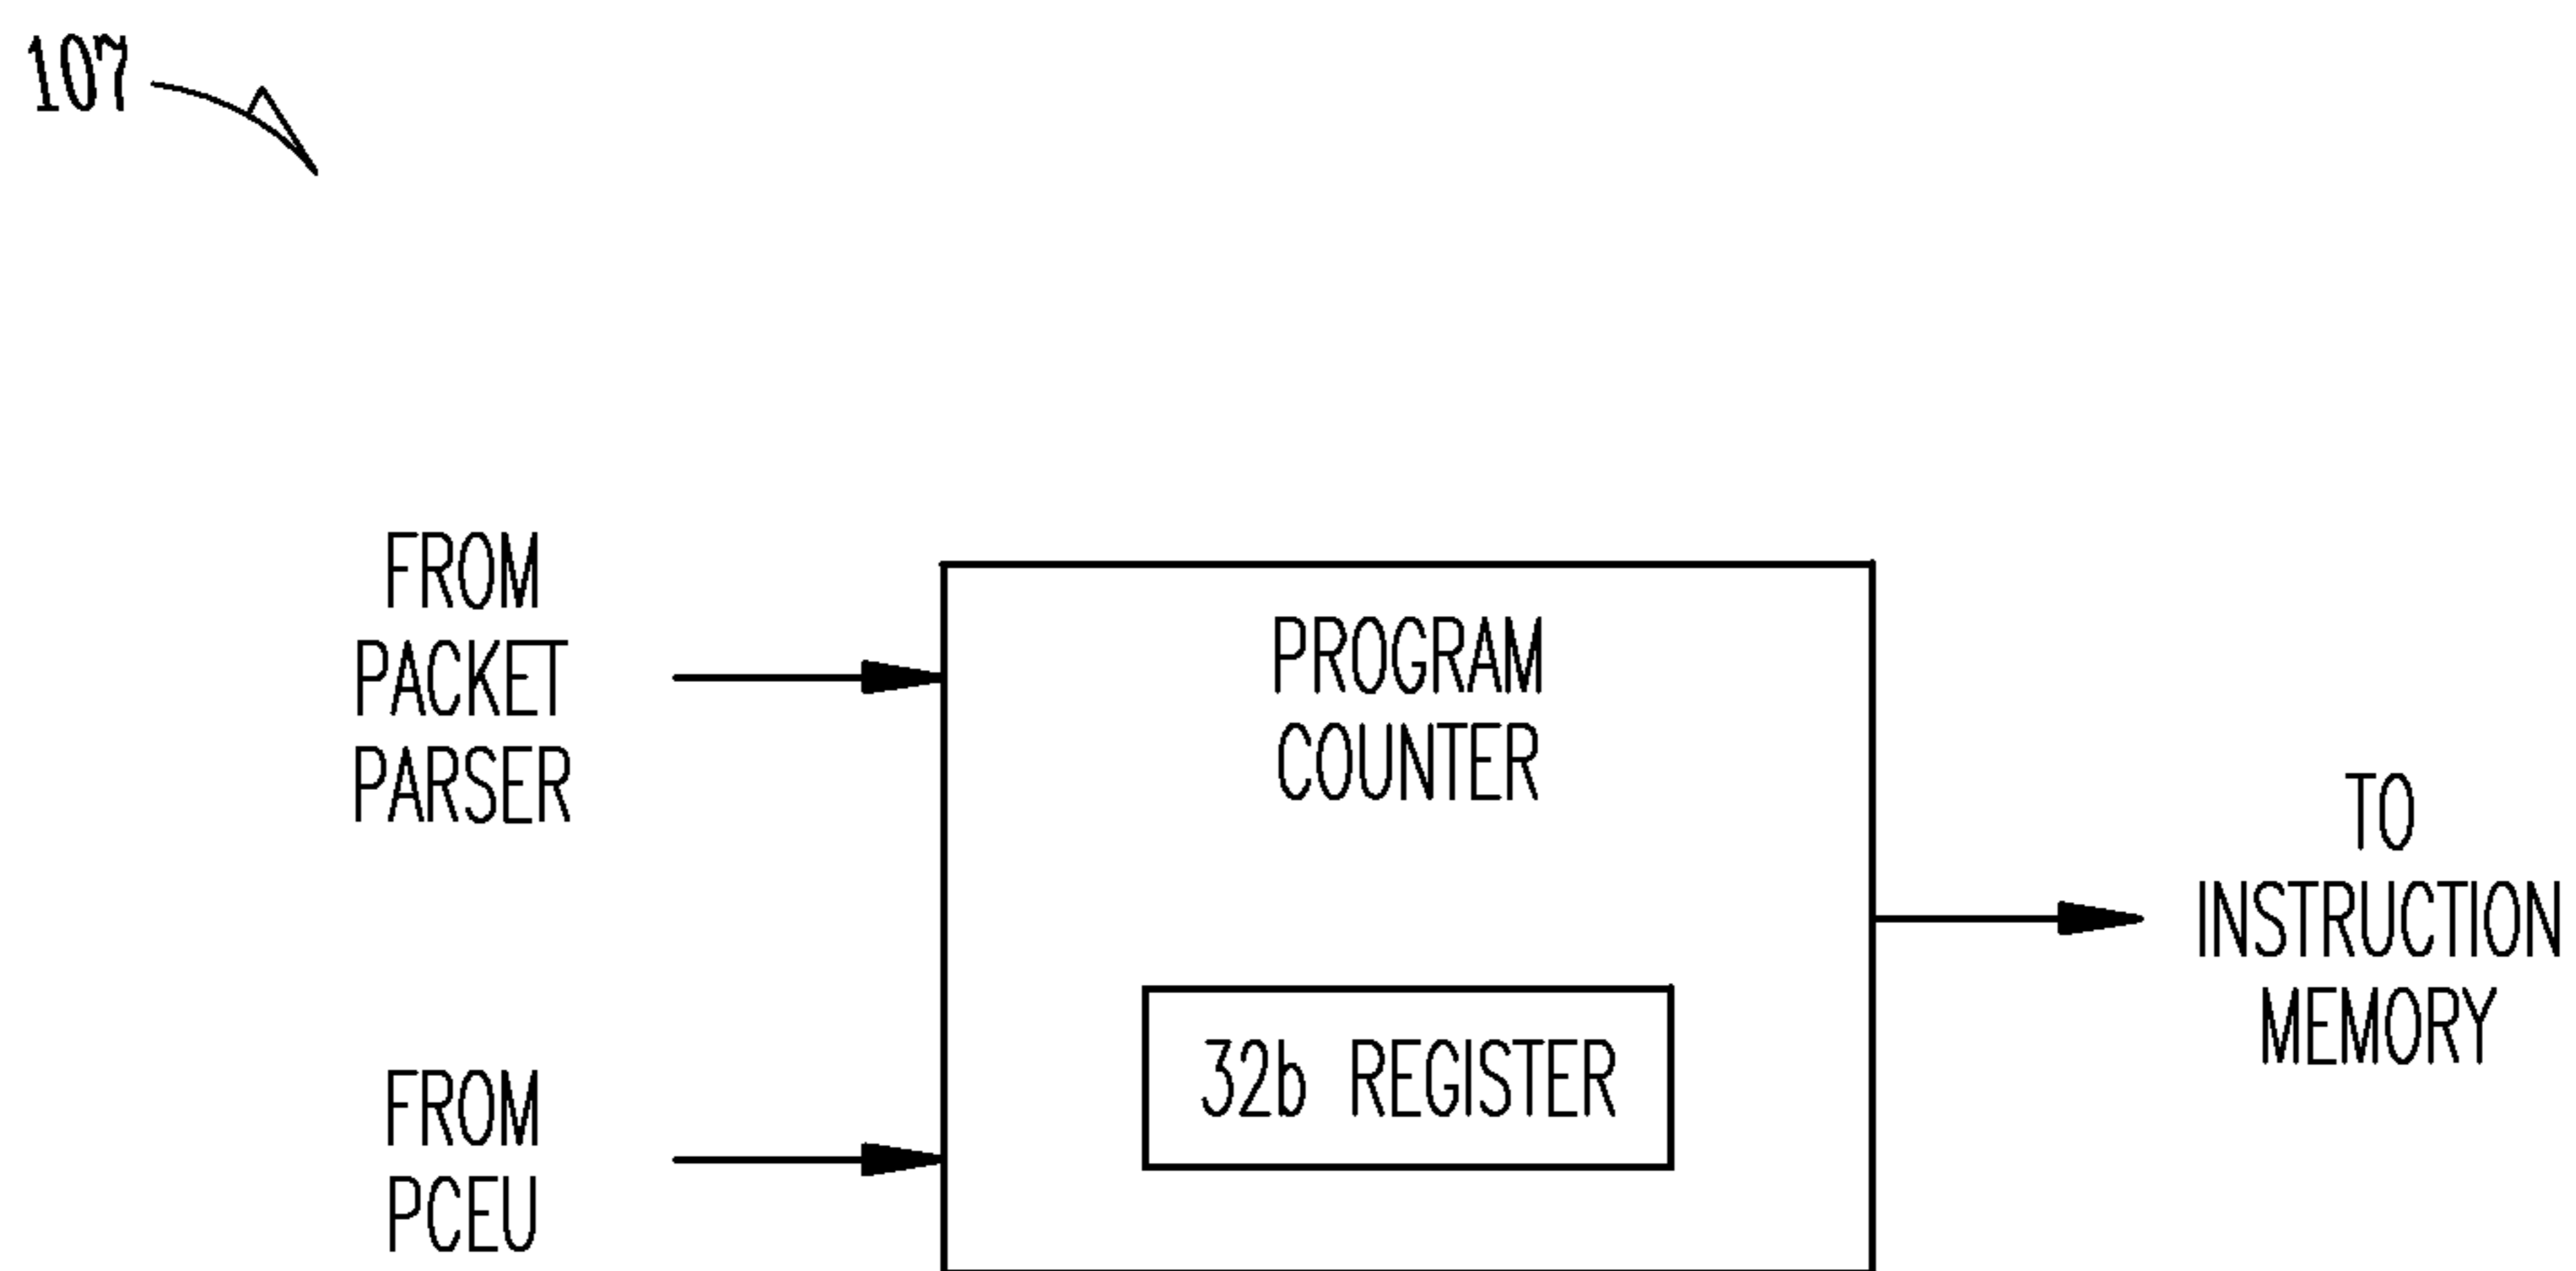 107
FROM
PACKET
PARSER
PROGRAM
COUNTER
TO
INSTRUCTION
MEMORY
32b REGISTER
FROM
PCEU